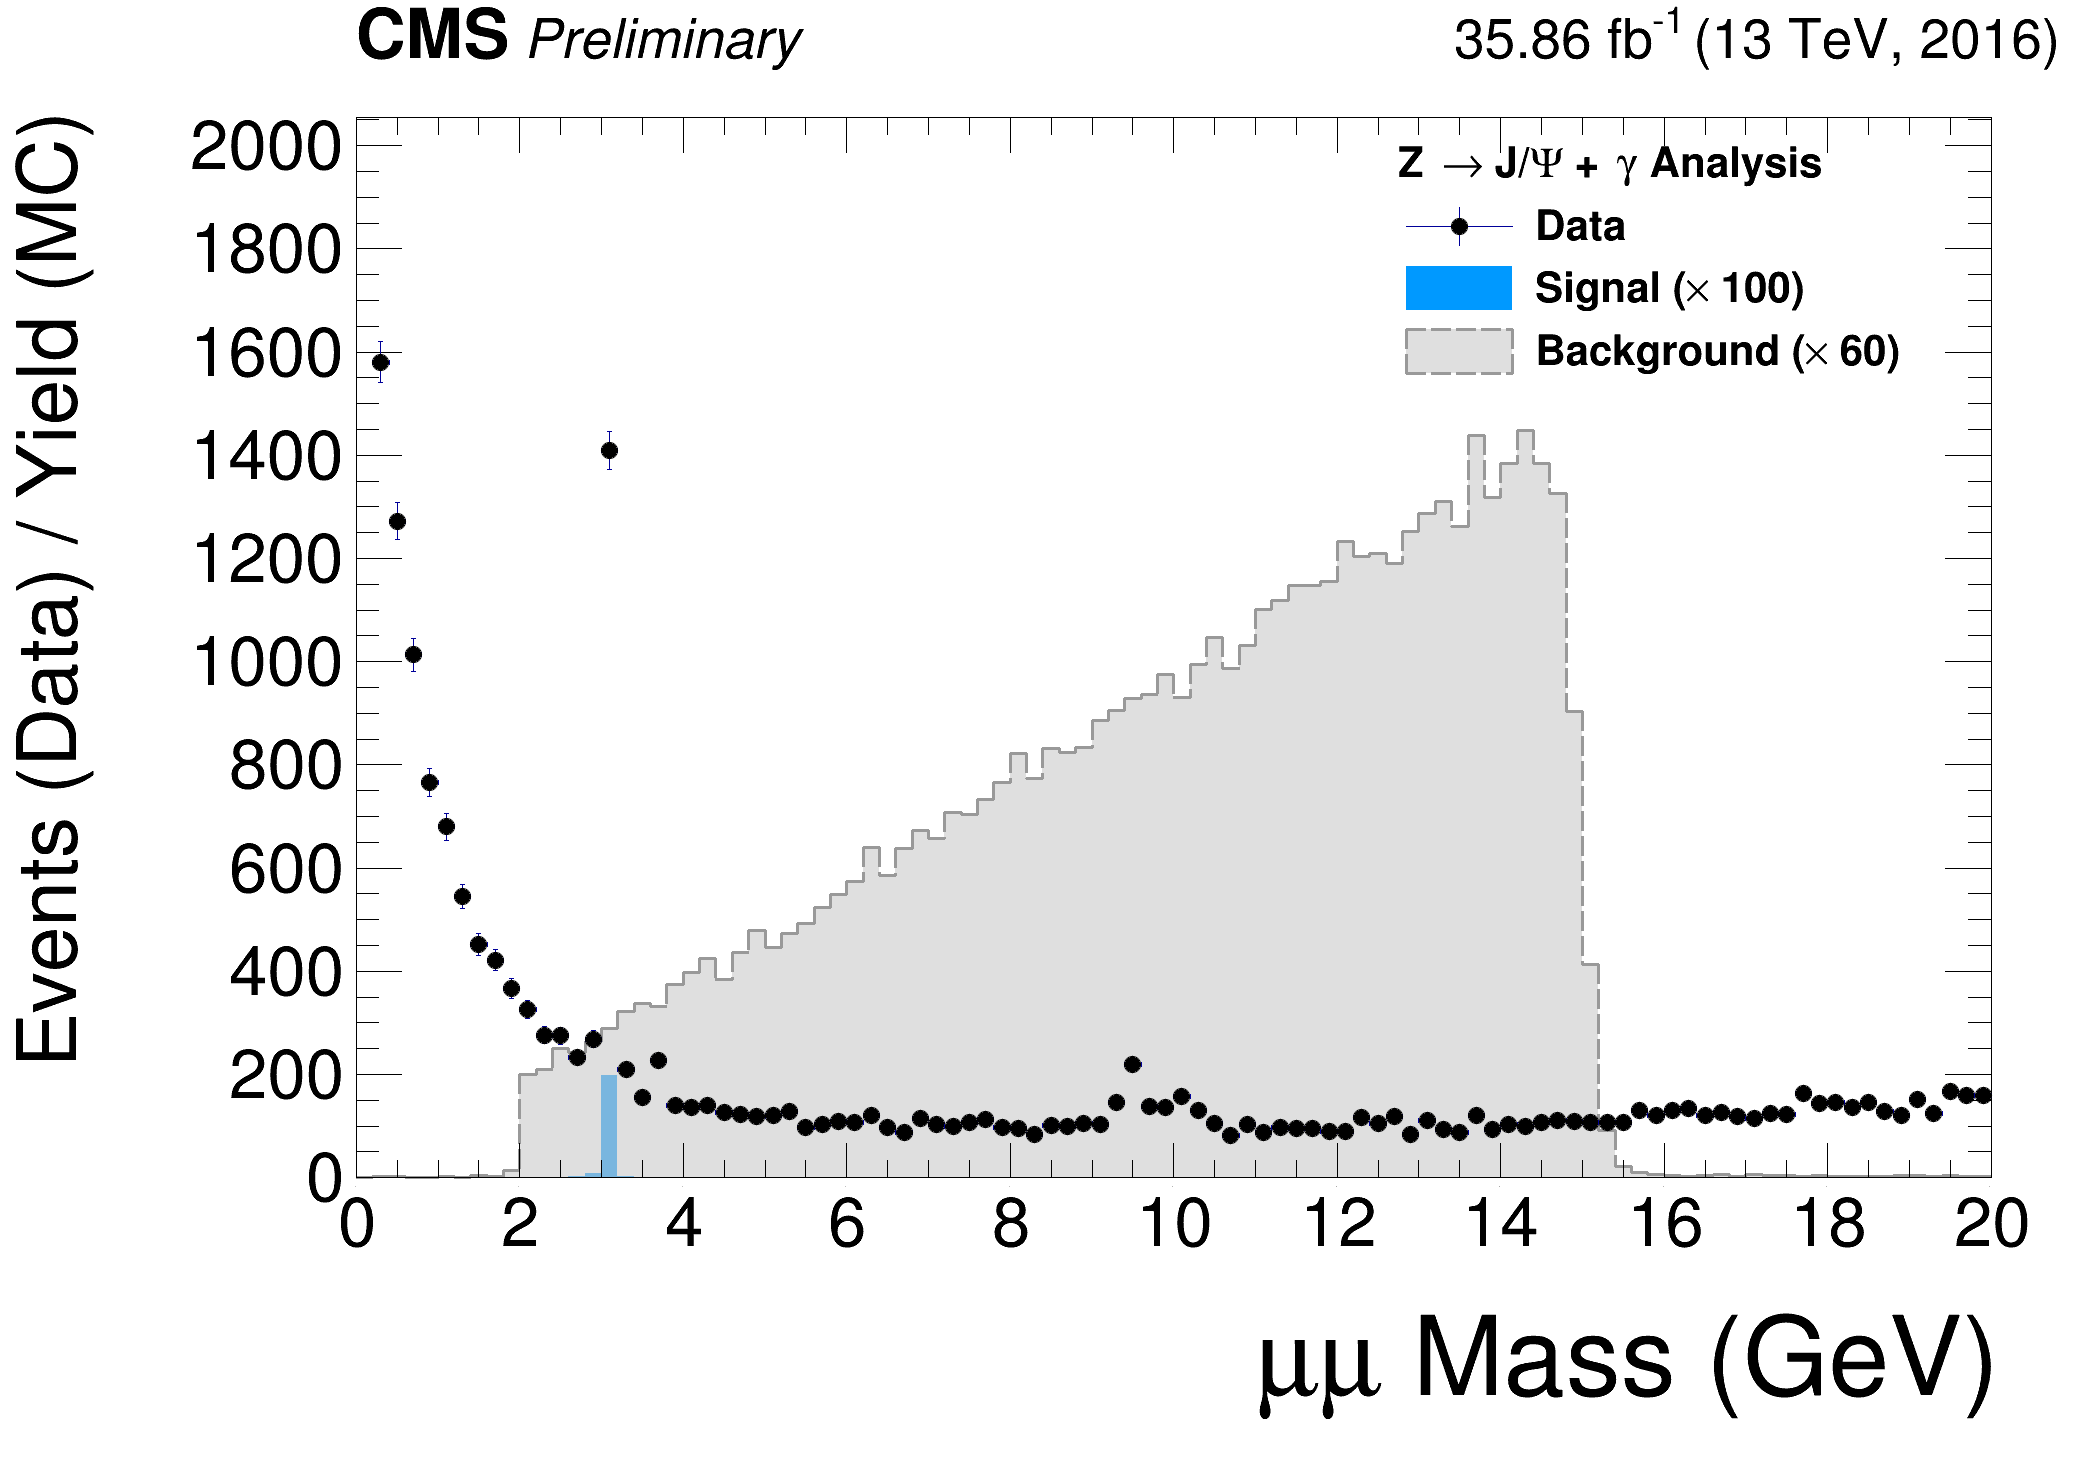 CMS Preliminary
35.86 fb⁻¹ (13 TeV, 2016)
Events (Data) / Yield (MC)
2000
1800
1600
1400
1200
1000
800
600
400
200
0
Z → J/Ψ + γ Analysis
Data
Signal (× 100)
Background (× 60)
0 2 4 6 8 10 12 14 16 18 20
μμ Mass (GeV)